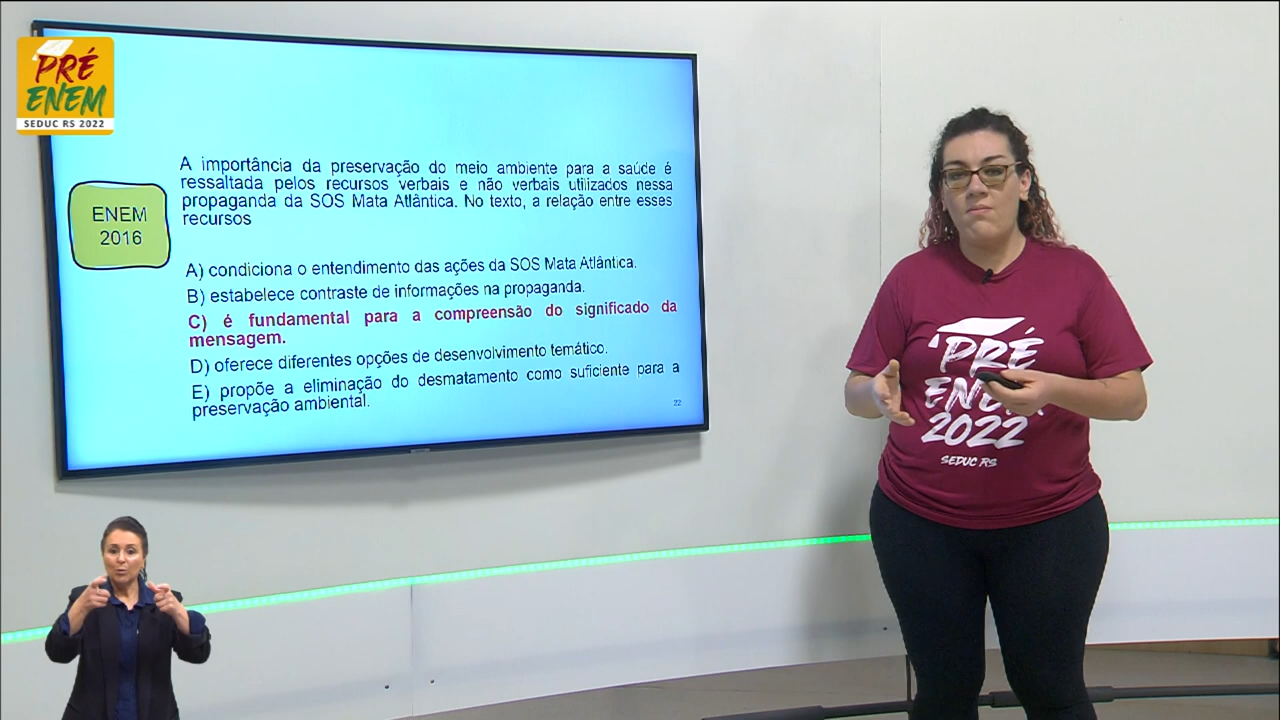 PRÉ
ENEM
SEDUC RS 2022
ENEM
2016
A importância da preservação do meio ambiente para a saúde é
ressaltada pelos recursos verbais e não verbais utilizados nessa
propaganda da SOS Mata Atlântica. No texto, a relação entre esses
recursos
A) condiciona o entendimento das ações da SOS Mata Atlântica.
B) estabelece contraste de informações na propaganda.
C) é fundamental para a compreensão do significado da
mensagem.
D) oferece diferentes opções de desenvolvimento temático.
E) propõe a eliminação do desmatamento como suficiente para a
preservação ambiental.
22
PRÉ
ENEM
2022
SEDUC RS